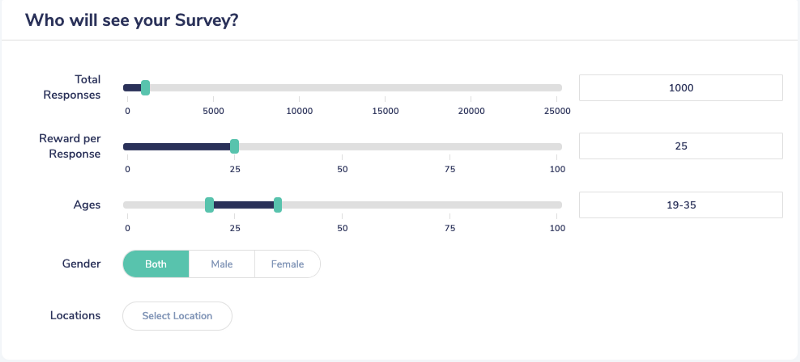 Who will see your Survey?
Total
Responses
1000
0 5000 10000 15000 20000 25000
Reward per
Response
25
0 25 50 75 100
Ages
19-35
0 25 50 75 100
Gender
Both Male Female
Locations
Select Location